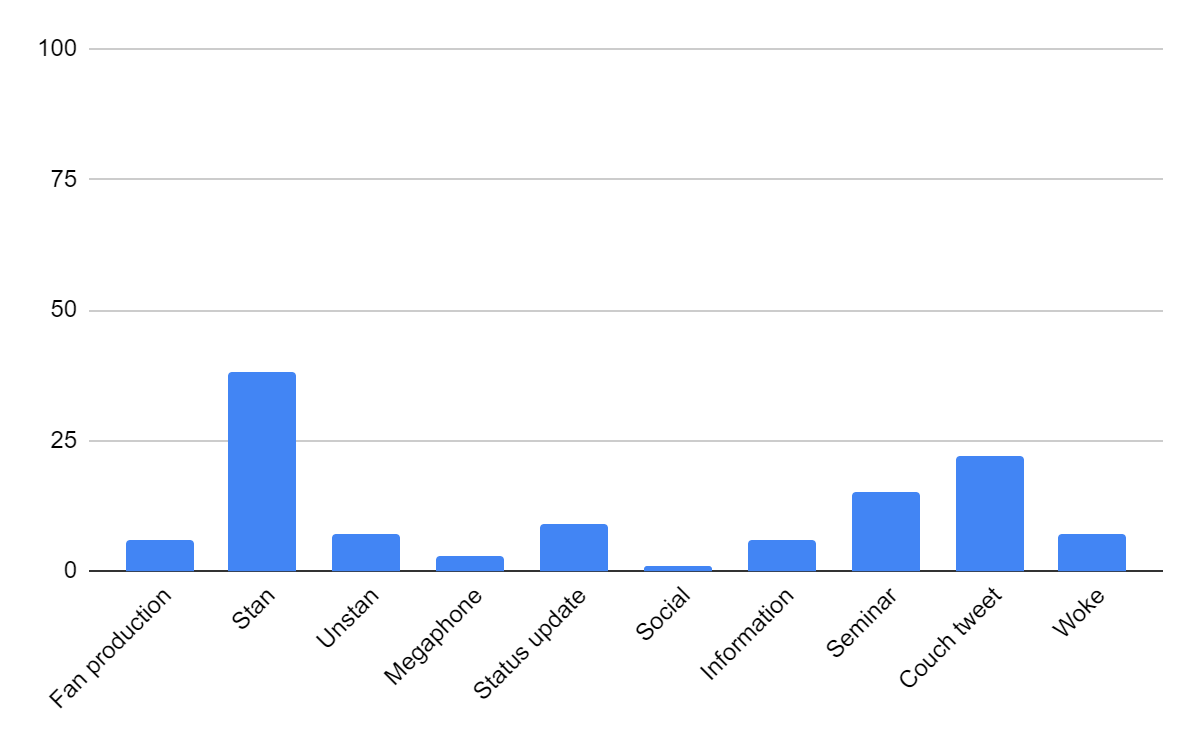 100
75
50
25
0
Fan production
Stan
Unstan
Megaphone
Status update
Social
Information
Seminar
Couch tweet
Woke